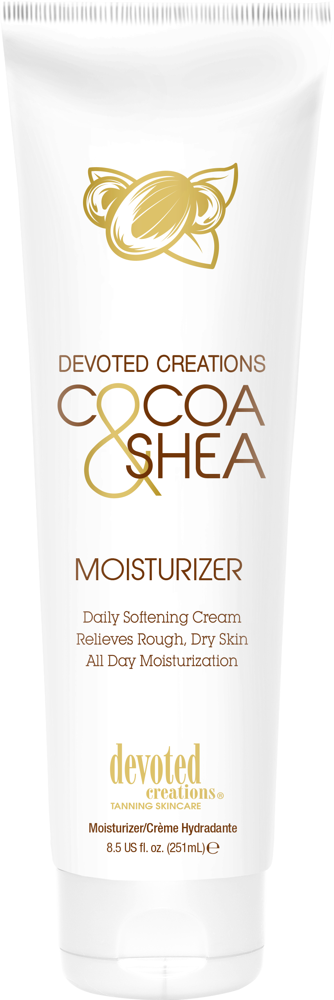 DEVOTED CREATIONS
COCOA
& SHEA
MOISTURIZER
Daily Softening Cream
Relieves Rough, Dry Skin
All Day Moisturization
devoted
creations®
TANNING SKINCARE
Moisturizer/Crème Hydradante
8.5 US fl. oz. (251mL)℮